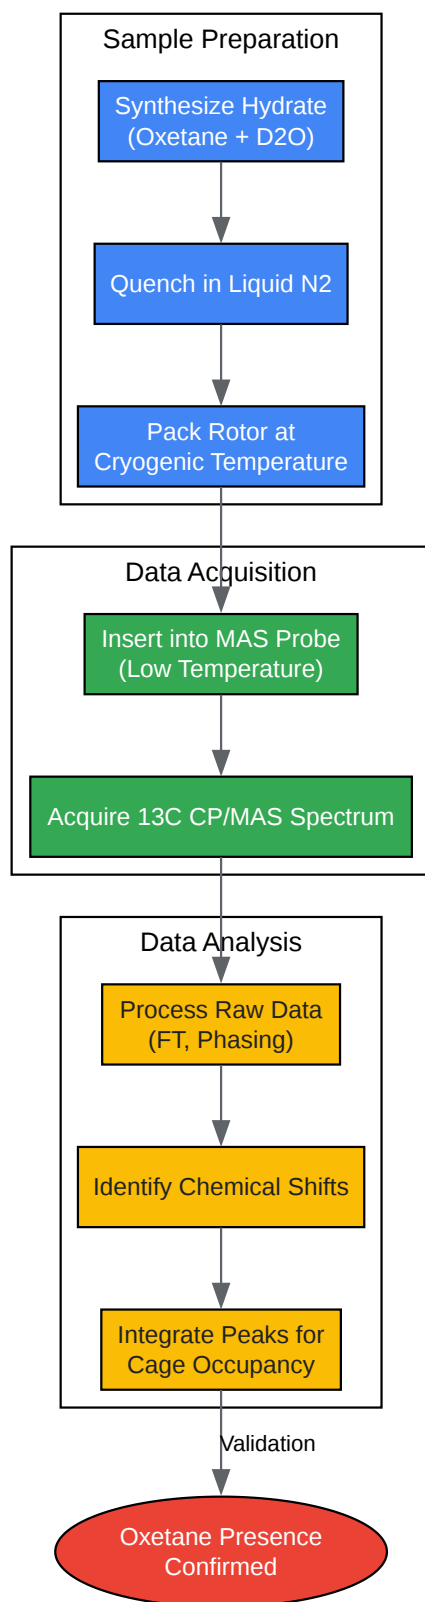 Sample Preparation
Synthesize Hydrate
(Oxetane + D2O)
Quench in Liquid N2
Pack Rotor at
Cryogenic Temperature
Data Acquisition
Insert into MAS Probe
(Low Temperature)
Acquire 13C CP/MAS Spectrum
Data Analysis
Process Raw Data
(FT, Phasing)
Identify Chemical Shifts
Integrate Peaks for
Cage Occupancy
Validation
Oxetane Presence
Confirmed